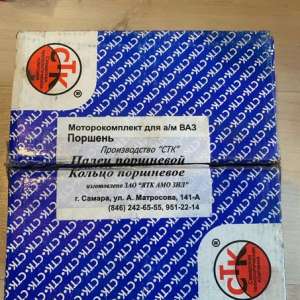 СТК
®
Моторокомплект для а/м ВАЗ
Поршень
Производство "СТК"
Палец поршневой
Кольцо поршневое
изготовлено ЗАО "ЯТК АМО ЗИЛ"
г. Самара, ул. А. Матросова, 141-А
(846) 242-65-55, 951-22-14
®
СТК